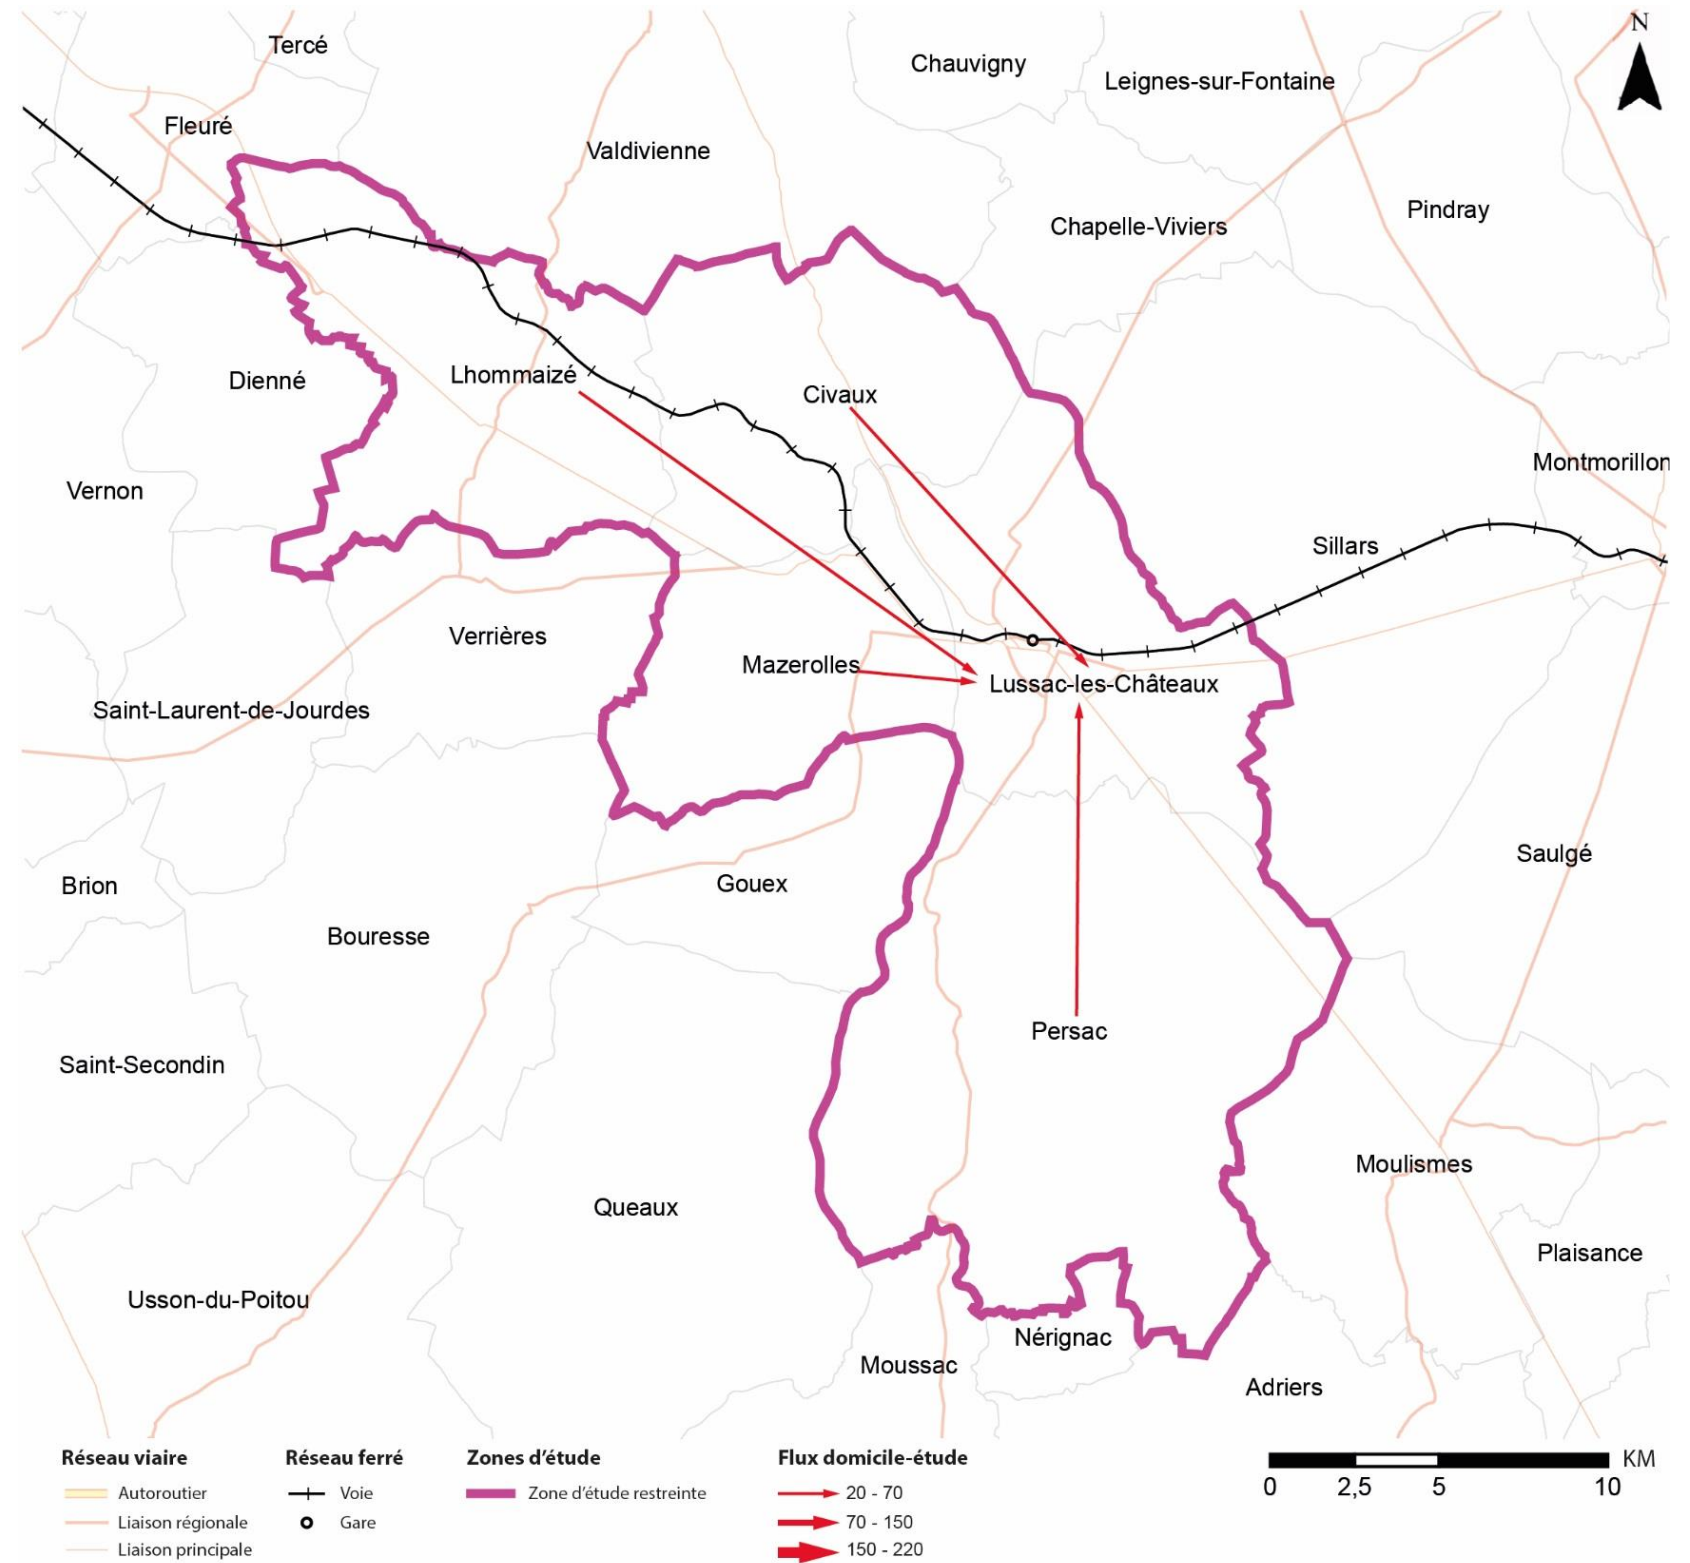 N
Tercé
Chauvigny
Leignes-sur-Fontaine
Fleuré
Valdivienne
Pindray
Chapelle-Viviers
Dienné
Lhommaizé
Civaux
Montmorillon
Vernon
Sillars
Verrières
Mazerolles
Lussac-les-Châteaux
Saint-Laurent-de-Jourdes
Saulgé
Brion
Gouex
Bouresse
Persac
Saint-Secondin
Moulismes
Queaux
Plaisance
Usson-du-Poitou
Nérignac
Moussac
Adriers
Réseau viaire
Autoroutier
Liaison régionale
Liaison principale
Réseau ferré
Voie
Gare
Zones d'étude
Zone d'étude restreinte
Flux domicile-étude
20 - 70
70 - 150
150 - 220
KM
0 2,5 5 10